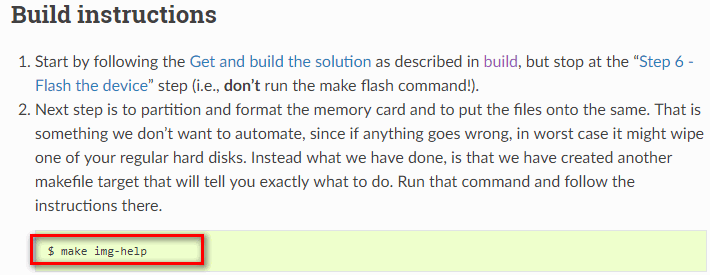 Build instructions
1. Start by following the Get and build the solution as described in build, but stop at the “Step 6 -
Flash the device” step (i.e., don’t run the make flash command!).
2. Next step is to partition and format the memory card and to put the files onto the same. That is
something we don’t want to automate, since if anything goes wrong, in worst case it might wipe
one of your regular hard disks. Instead what we have done, is that we have created another
makefile target that will tell you exactly what to do. Run that command and follow the
instructions there.
$ make img-help